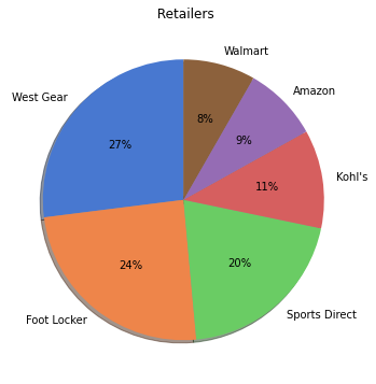 Retailers
Walmart
West Gear
Amazon
8%
27%
9%
Kohl's
11%
24%
20%
Foot Locker
Sports Direct